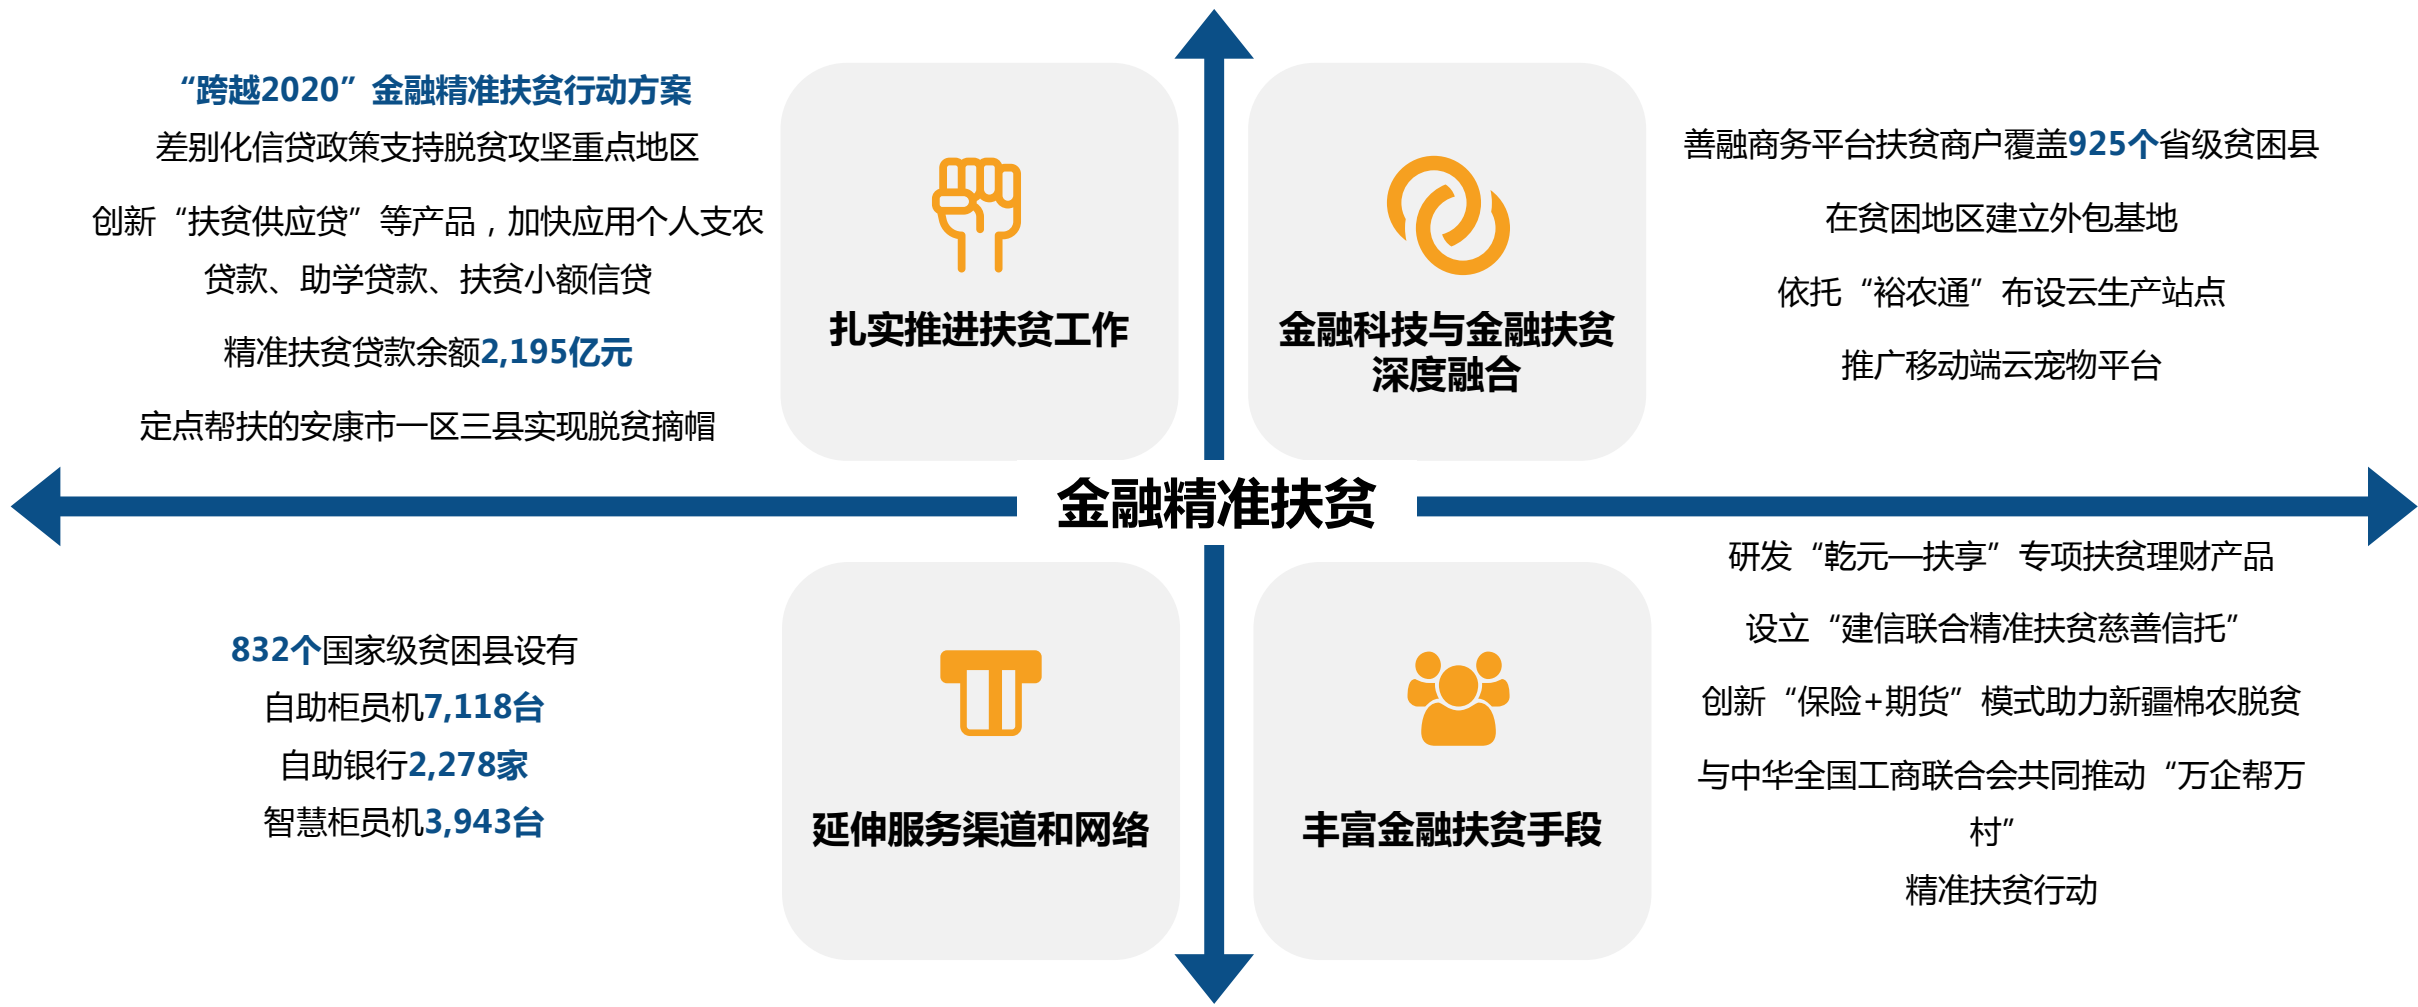 “跨越2020”金融精准扶贫行动方案
差别化信贷政策支持脱贫攻坚重点地区
创新“扶贫供应贷”等产品，加快应用个人支农
贷款、助学贷款、扶贫小额信贷
精准扶贫贷款余额2,195亿元
定点帮扶的安康市一区三县实现脱贫摘帽
扎实推进扶贫工作
金融科技与金融扶贫
深度融合
善融商务平台扶贫商户覆盖925个省级贫困县
在贫困地区建立外包基地
依托“裕农通”布设云生产站点
推广移动端云宠物平台
金融精准扶贫
832个国家级贫困县设有
自助柜员机7,118台
自助银行2,278家
智慧柜员机3,943台
延伸服务渠道和网络
丰富金融扶贫手段
研发“乾元—扶享”专项扶贫理财产品
设立“建信联合精准扶贫慈善信托”
创新“保险+期货”模式助力新疆棉农脱贫
与中华全国工商联合会共同推动“万企帮万
村”
精准扶贫行动